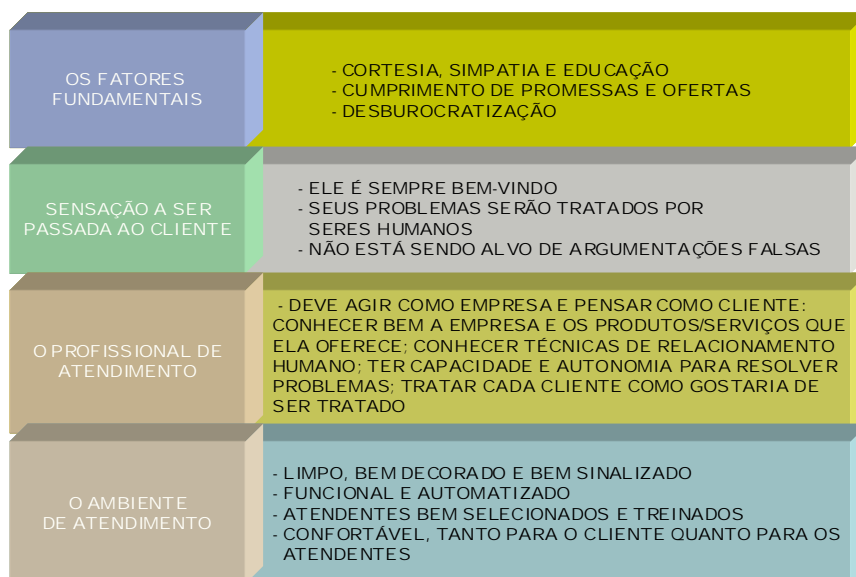 OS FATORES
FUNDAMENTAIS
- CORTESIA, SIMPATIA E EDUCAÇÃO
- CUMPRIMENTO DE PROMESSAS E OFERTAS
- DESBUROCRATIZAÇÃO
SENSAÇÃO A SER
PASSADA AO CLIENTE
- ELE É SEMPRE BEM-VINDO
- SEUS PROBLEMAS SERÃO TRATADOS POR
SERES HUMANOS
- NÃO ESTÁ SENDO ALVO DE ARGUMENTAÇÕES FALSAS
O PROFISSIONAL DE
ATENDIMENTO
- DEVE AGIR COMO EMPRESA E PENSAR COMO CLIENTE:
CONHECER BEM A EMPRESA E OS PRODUTOS/SERVIÇOS QUE
ELA OFERECE; CONHECER TÉCNICAS DE RELACIONAMENTO
HUMANO; TER CAPACIDADE E AUTONOMIA PARA RESOLVER
PROBLEMAS; TRATAR CADA CLIENTE COMO GOSTARIA DE
SER TRATADO
O AMBIENTE
DE ATENDIMENTO
- LIMPO, BEM DECORADO E BEM SINALIZADO
- FUNCIONAL E AUTOMATIZADO
- ATENDENTES BEM SELECIONADOS E TREINADOS
- CONFORTÁVEL, TANTO PARA O CLIENTE QUANTO PARA OS
ATENDENTES